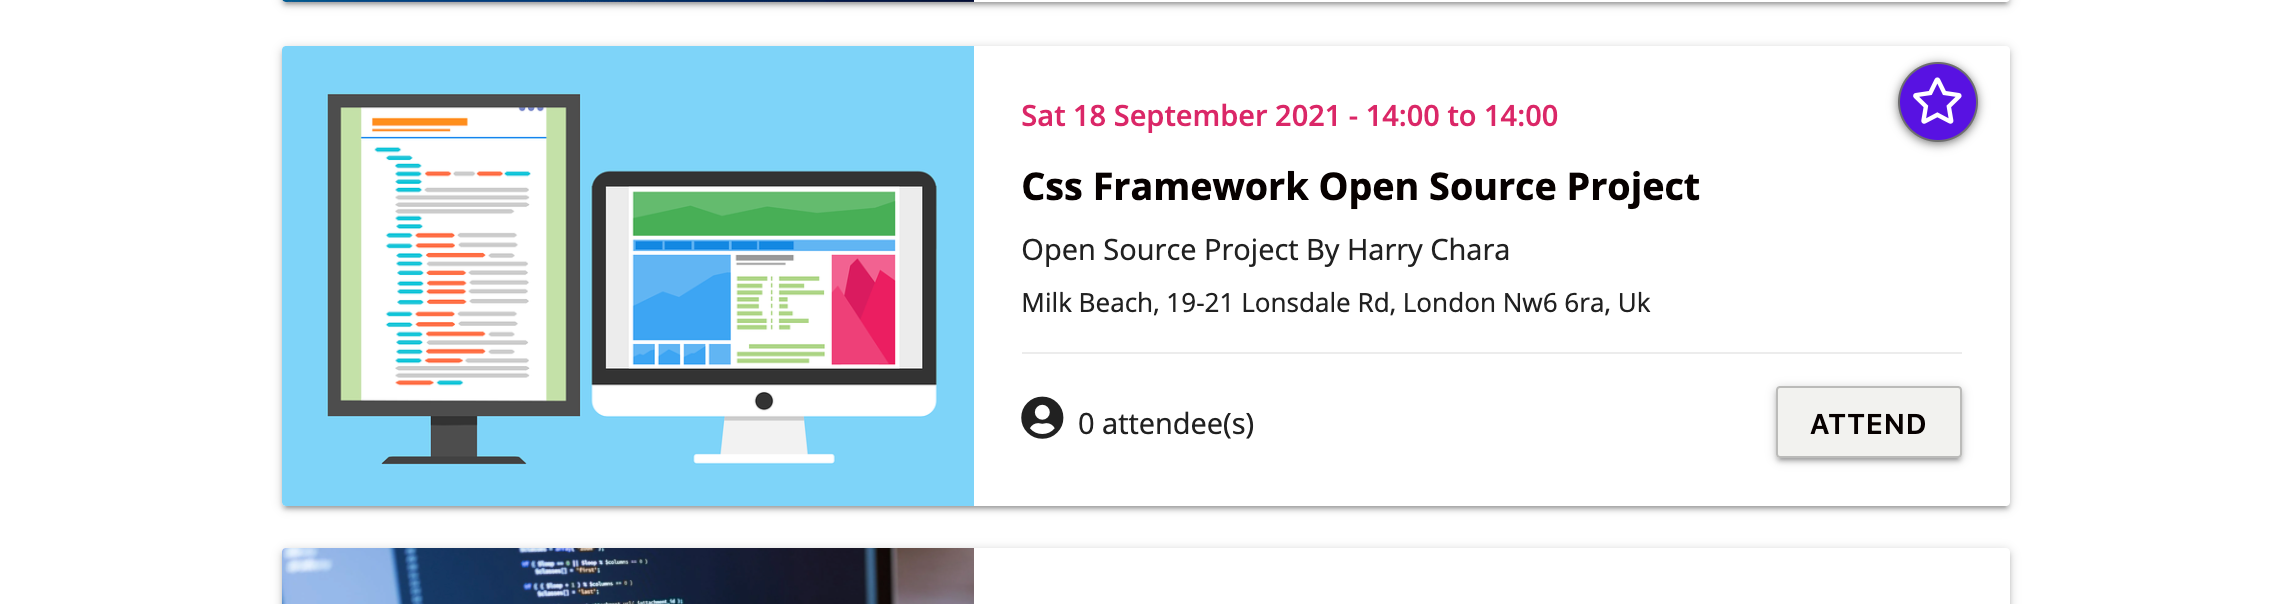 Sat 18 September 2021 - 14:00 to 14:00
Css Framework Open Source Project
Open Source Project By Harry Chara
Milk Beach, 19-21 Lonsdale Rd, London Nw6 6ra, Uk
0 attendee(s)
ATTEND